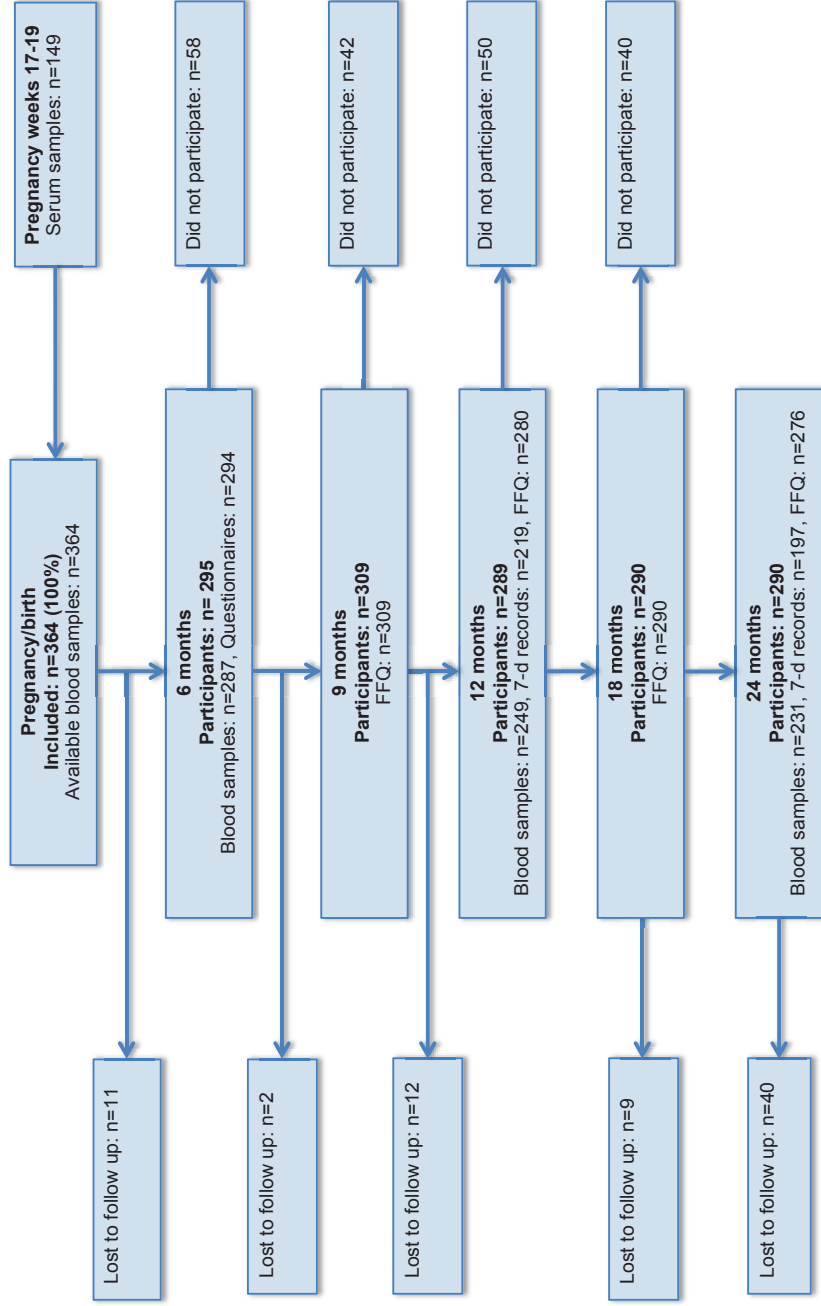 Pregnancy weeks 17-19
Serum samples: n=149
Pregnancy/birth
Included: n=364 (100%)
Available blood samples: n=364
Lost to follow up: n=11
6 months
Participants: n= 295
Blood samples: n=287, Questionnaires: n=294
Did not participate: n=58
Lost to follow up: n=2
9 months
Participants: n=309
FFQ: n=309
Did not participate: n=42
Lost to follow up: n=12
12 months
Participants: n=289
Blood samples: n=249, 7-d records: n=219, FFQ: n=280
Did not participate: n=50
Lost to follow up: n=9
18 months
Participants: n=290
FFQ: n=290
Did not participate: n=40
Lost to follow up: n=40
24 months
Participants: n=290
Blood samples: n=231, 7-d records: n=197, FFQ: n=276